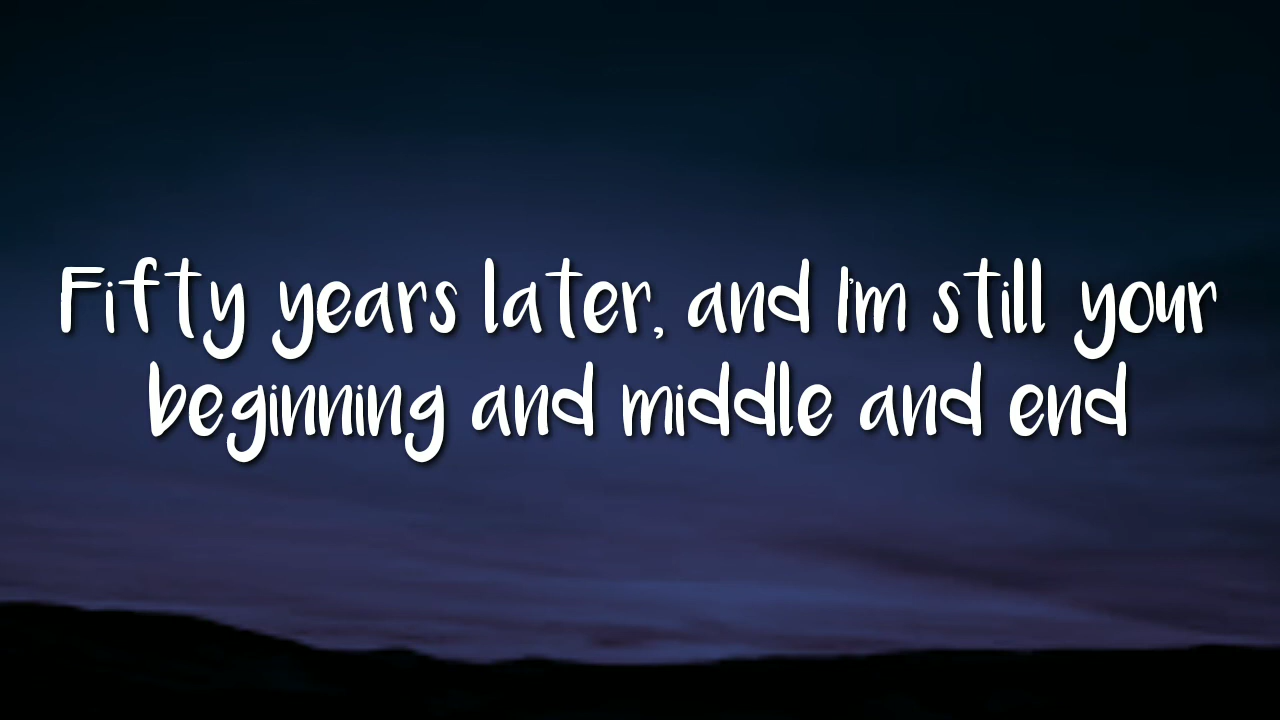 Fifty years later, and I'm still your
beginning and middle and end